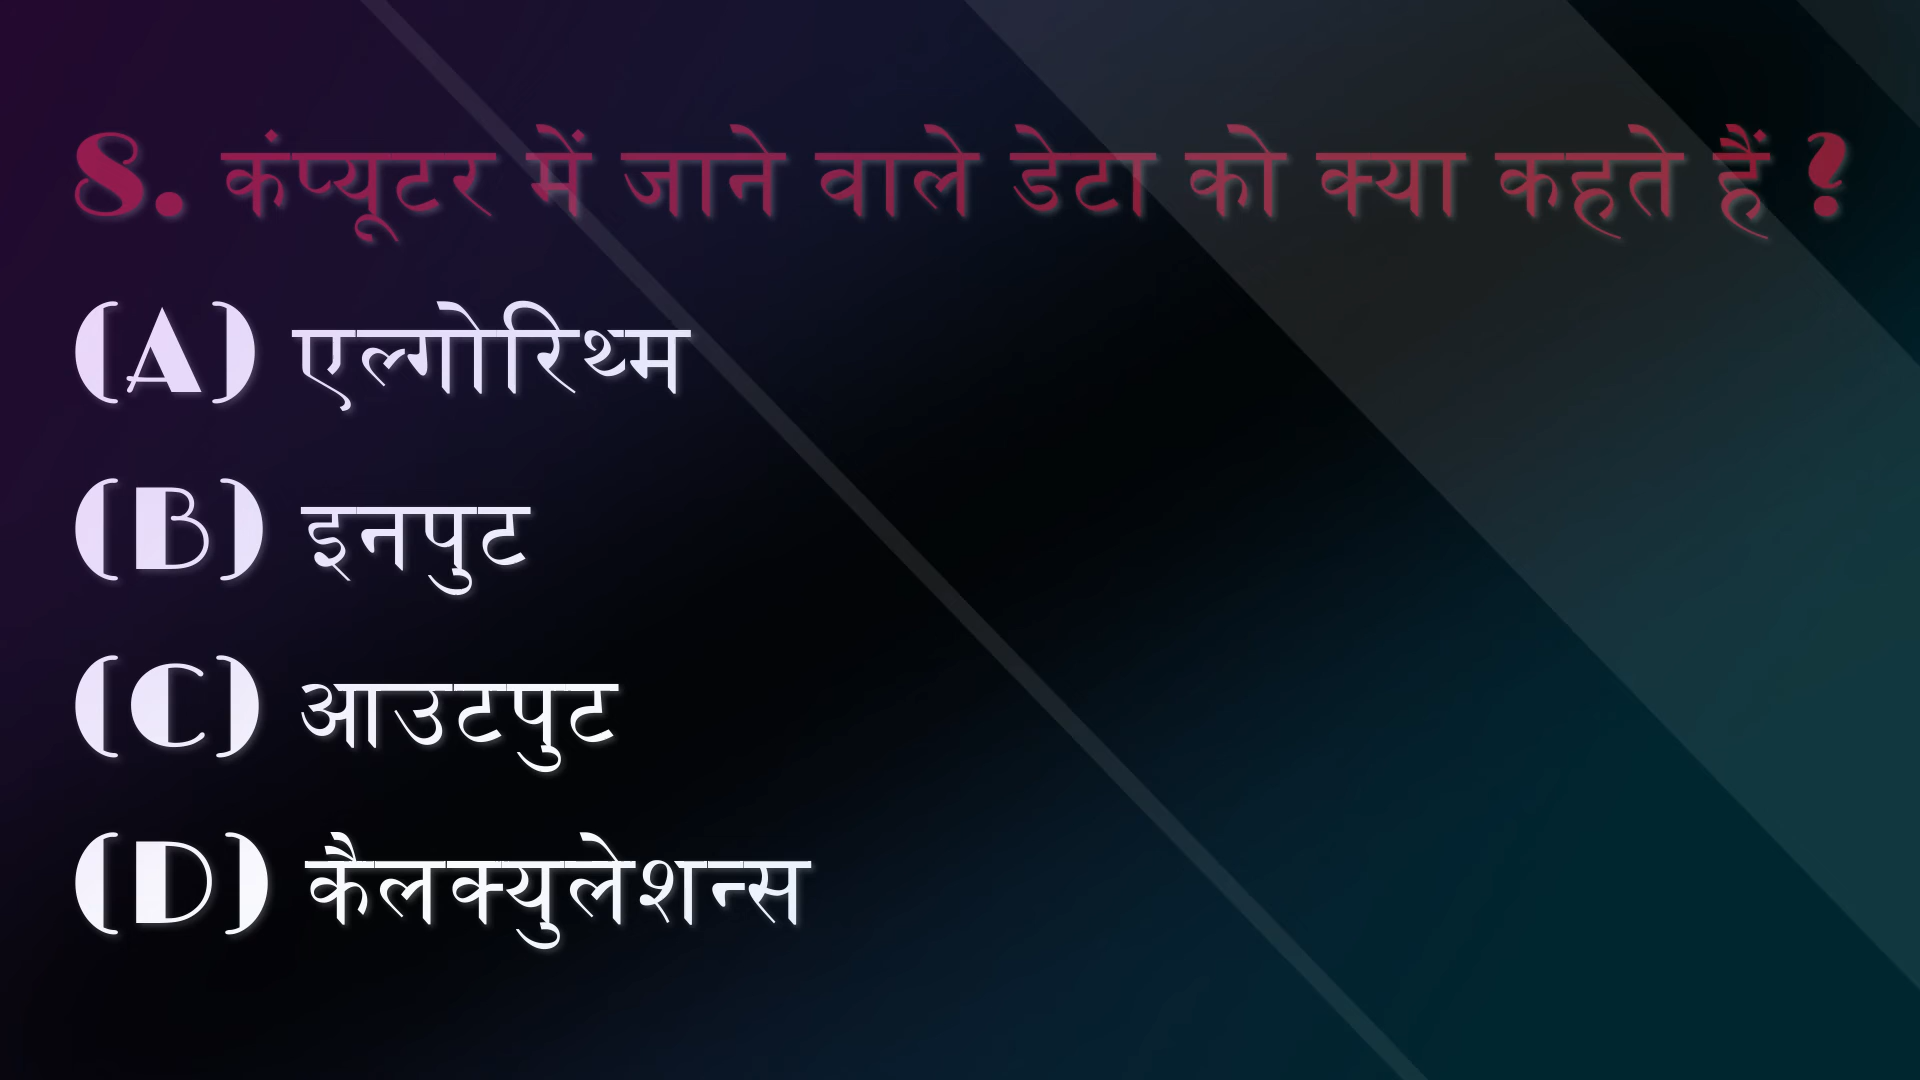 8. कंप्यूटर में जाने वाले डेटा को क्या कहते हैं ?
(A) एल्गोरिथ्म
(B) इनपुट
(C) आउटपुट
(D) कैलक्युलेशन्स